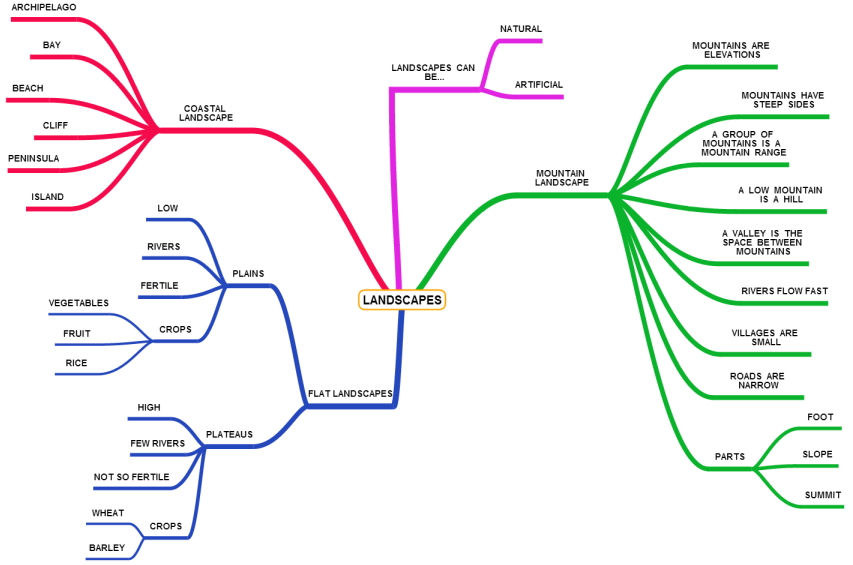 ARCHIPELAGO
BAY
BEACH
CLIFF
PENINSULA
ISLAND
COASTAL
LANDSCAPE
LANDSCAPES CAN
BE...
NATURAL
ARTIFICIAL
MOUNTAIN
LANDSCAPE
MOUNTAINS ARE
ELEVATIONS
MOUNTAINS HAVE
STEEP SIDES
A GROUP OF
MOUNTAINS IS A
MOUNTAIN RANGE
A LOW MOUNTAIN
IS A HILL
A VALLEY IS THE
SPACE BETWEEN
MOUNTAINS
RIVERS FLOW FAST
VILLAGES ARE
SMALL
ROADS ARE
NARROW
PARTS
FOOT
SLOPE
SUMMIT
LANDSCAPES
FLAT LANDSCAPES
PLAINS
LOW
RIVERS
FERTILE
CROPS
VEGETABLES
FRUIT
RICE
PLATEAUS
HIGH
FEW RIVERS
NOT SO FERTILE
CROPS
WHEAT
BARLEY